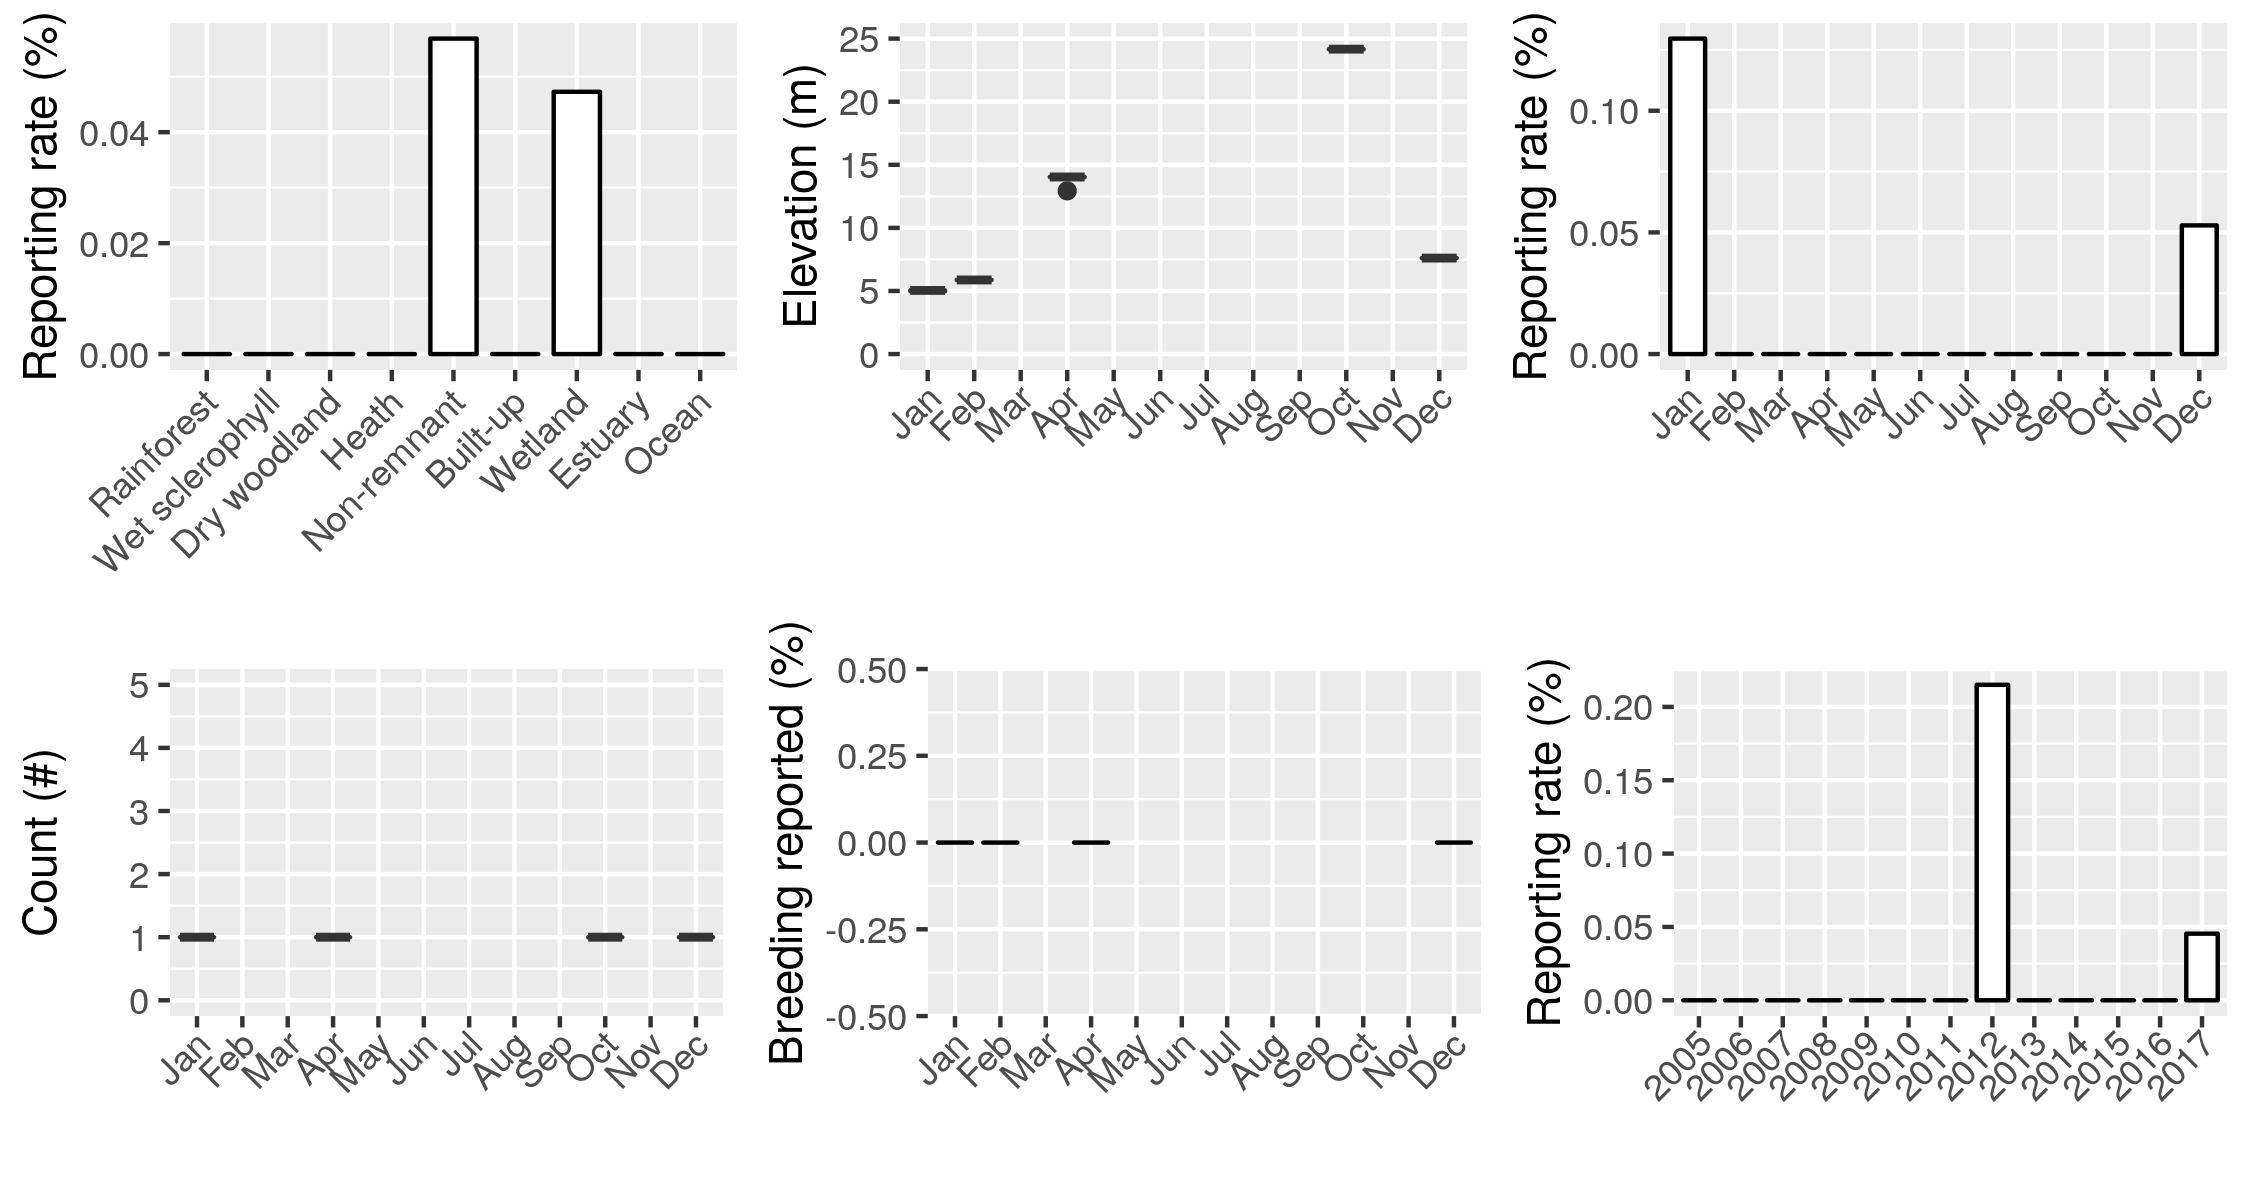 Reporting rate (%)
0.04
0.02
0.00
Rainforest
Wet sclerophyll
Dry woodland
Heath
Non-remnant
Built-up
Wetland
Estuary
Ocean
Elevation (m)
25
20
15
10
5
0
Jan
Feb
Mar
Apr
May
Jun
Jul
Aug
Sep
Oct
Nov
Dec
Reporting rate (%)
0.10
0.05
0.00
Jan
Feb
Mar
Apr
May
Jun
Jul
Aug
Sep
Oct
Nov
Dec
Count (#)
5
4
3
2
1
0
Jan
Feb
Mar
Apr
May
Jun
Jul
Aug
Sep
Oct
Nov
Dec
Breeding reported (%)
0.50
0.25
0.00
-0.25
-0.50
Jan
Feb
Mar
Apr
May
Jun
Jul
Aug
Sep
Oct
Nov
Dec
Reporting rate (%)
0.20
0.15
0.10
0.05
0.00
2005
2006
2007
2008
2009
2010
2011
2012
2013
2014
2015
2016
2017